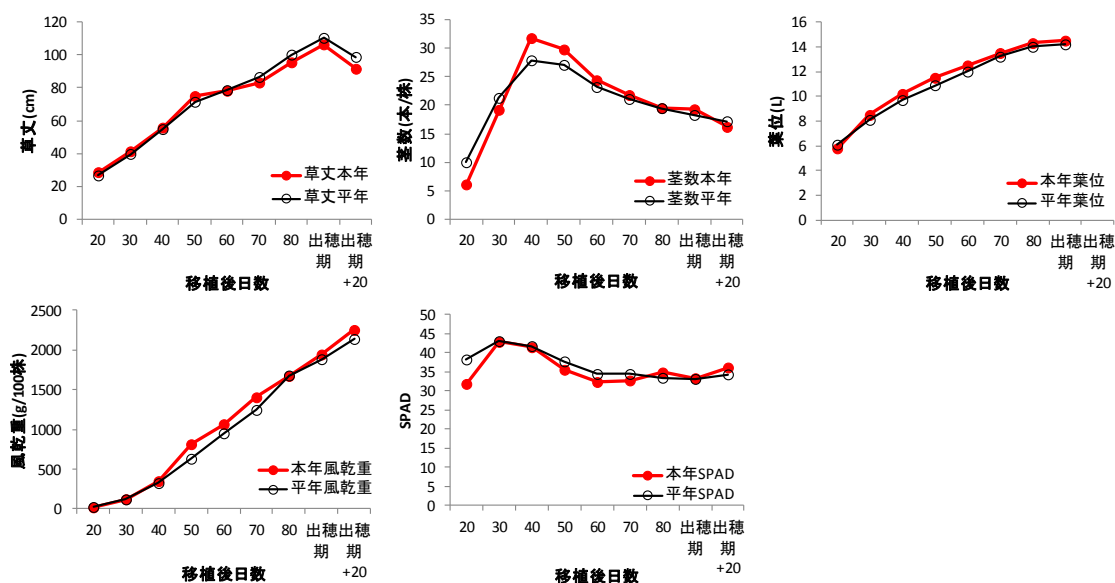 草丈(cm)
120
100
80
60
40
20
0
草丈本年
草丈平年
20 30 40 50 60 70 80 出穂期 出穂期+20
移植後日数
茎数(本/株)
35
30
25
20
15
10
5
0
茎数本年
茎数平年
20 30 40 50 60 70 80 出穂期 出穂期+20
移植後日数
葉位(L)
16
14
12
10
8
6
4
2
0
本年葉位
平年葉位
20 30 40 50 60 70 80 出穂期 出穂期+20
移植後日数
風乾重(g/100株)
2500
2000
1500
1000
500
0
本年風乾重
平年風乾重
20 30 40 50 60 70 80 出穂期 出穂期+20
移植後日数
SPAD
50
45
40
35
30
25
20
15
10
5
0
本年SPAD
平年SPAD
20 30 40 50 60 70 80 出穂期 出穂期+20
移植後日数